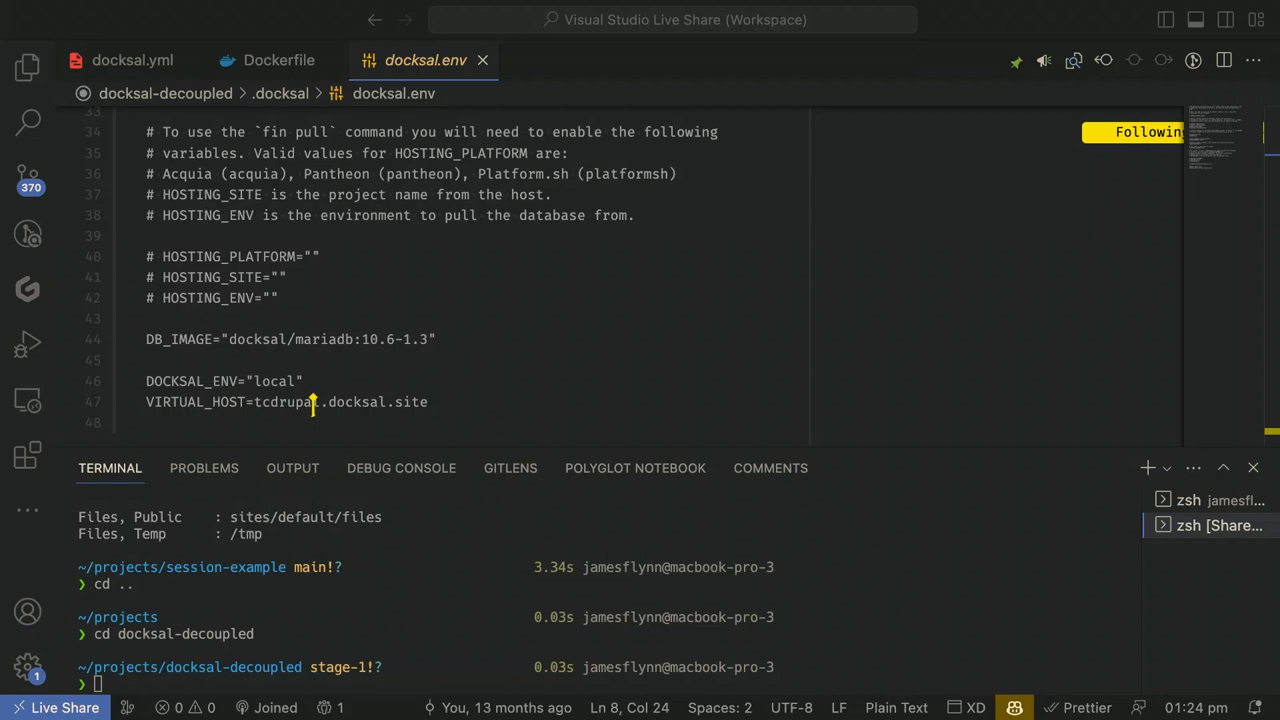 Visual Studio Live Share (Workspace)
docksal.yml
Dockerfile
docksal.env
docksal-decoupled > .docksal > docksal.env
33
34 # To use the `fin pull` command you will need to enable the following
Following
35 # variables. Valid values for HOSTING_PLATFORM are:
36 # Acquia (acquia), Pantheon (pantheon), Platform.sh (platformsh)
37 # HOSTING_SITE is the project name from the host.
38 # HOSTING_ENV is the environment to pull the database from.
39
40 # HOSTING_PLATFORM=""
41 # HOSTING_SITE=""
42 # HOSTING_ENV=""
43
44 DB_IMAGE="docksal/mariadb:10.6-1.3"
45
46 DOCKSAL_ENV="local"
47 VIRTUAL_HOST=tcdrupal.docksal.site
48
370
TERMINAL PROBLEMS OUTPUT DEBUG CONSOLE GITLENS POLYGLOT NOTEBOOK COMMENTS
zsh jamesfl...
zsh [Share...
Files, Public : sites/default/files
Files, Temp : /tmp
~/projects/session-example main!? 3.34s jamesflynn@macbook-pro-3
❯ cd ..
~/projects 0.03s jamesflynn@macbook-pro-3
❯ cd docksal-decoupled
~/projects/docksal-decoupled stage-1!? 0.03s jamesflynn@macbook-pro-3
❯
1
Live Share 0 0 Joined 1 You, 13 months ago Ln 8, Col 24 Spaces: 2 UTF-8 LF Plain Text XD Prettier 01:24 pm